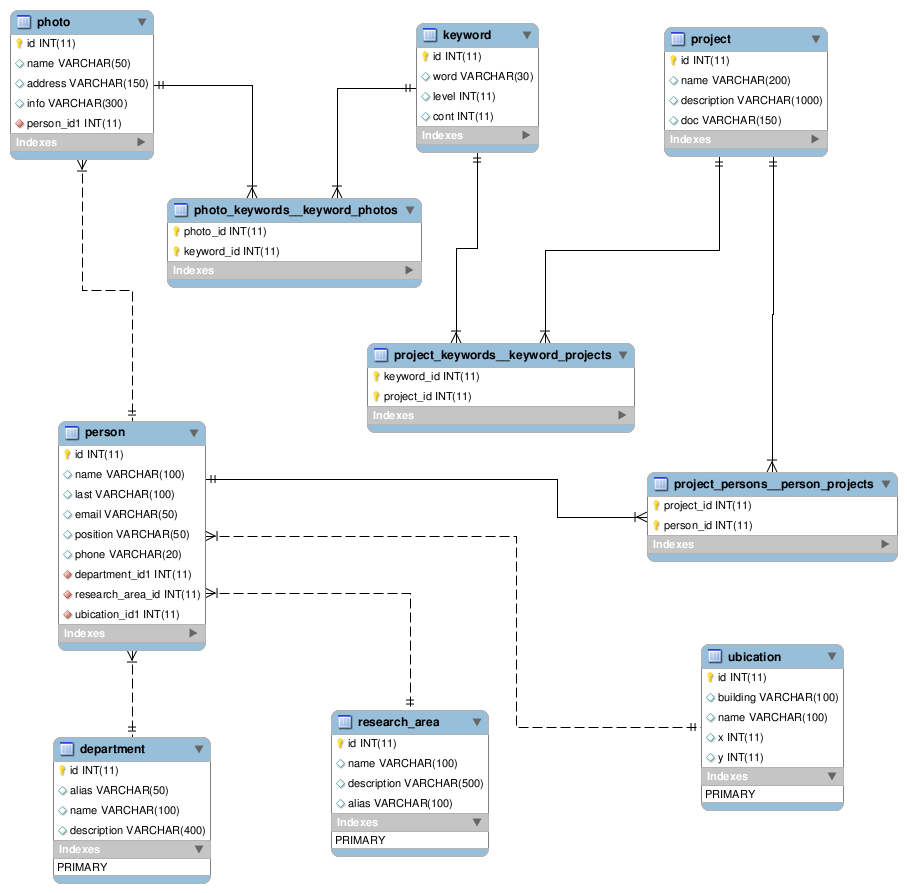 photo
id INT(11)
name VARCHAR(50)
address VARCHAR(150)
info VARCHAR(300)
person_id1 INT(11)
Indexes
keyword
id INT(11)
word VARCHAR(30)
level INT(11)
cont INT(11)
Indexes
project
id INT(11)
name VARCHAR(200)
description VARCHAR(1000)
doc VARCHAR(150)
Indexes
photo_keywords__keyword_photos
photo_id INT(11)
keyword_id INT(11)
Indexes
project_keywords__keyword_projects
keyword_id INT(11)
project_id INT(11)
Indexes
person
id INT(11)
name VARCHAR(100)
last VARCHAR(100)
email VARCHAR(50)
position VARCHAR(50)
phone VARCHAR(20)
department_id1 INT(11)
research_area_id INT(11)
ubication_id1 INT(11)
Indexes
project_persons__person_projects
project_id INT(11)
person_id INT(11)
Indexes
ubication
id INT(11)
building VARCHAR(100)
name VARCHAR(100)
x INT(11)
y INT(11)
Indexes
PRIMARY
department
id INT(11)
alias VARCHAR(50)
name VARCHAR(100)
description VARCHAR(400)
Indexes
PRIMARY
research_area
id INT(11)
name VARCHAR(100)
description VARCHAR(500)
alias VARCHAR(100)
Indexes
PRIMARY